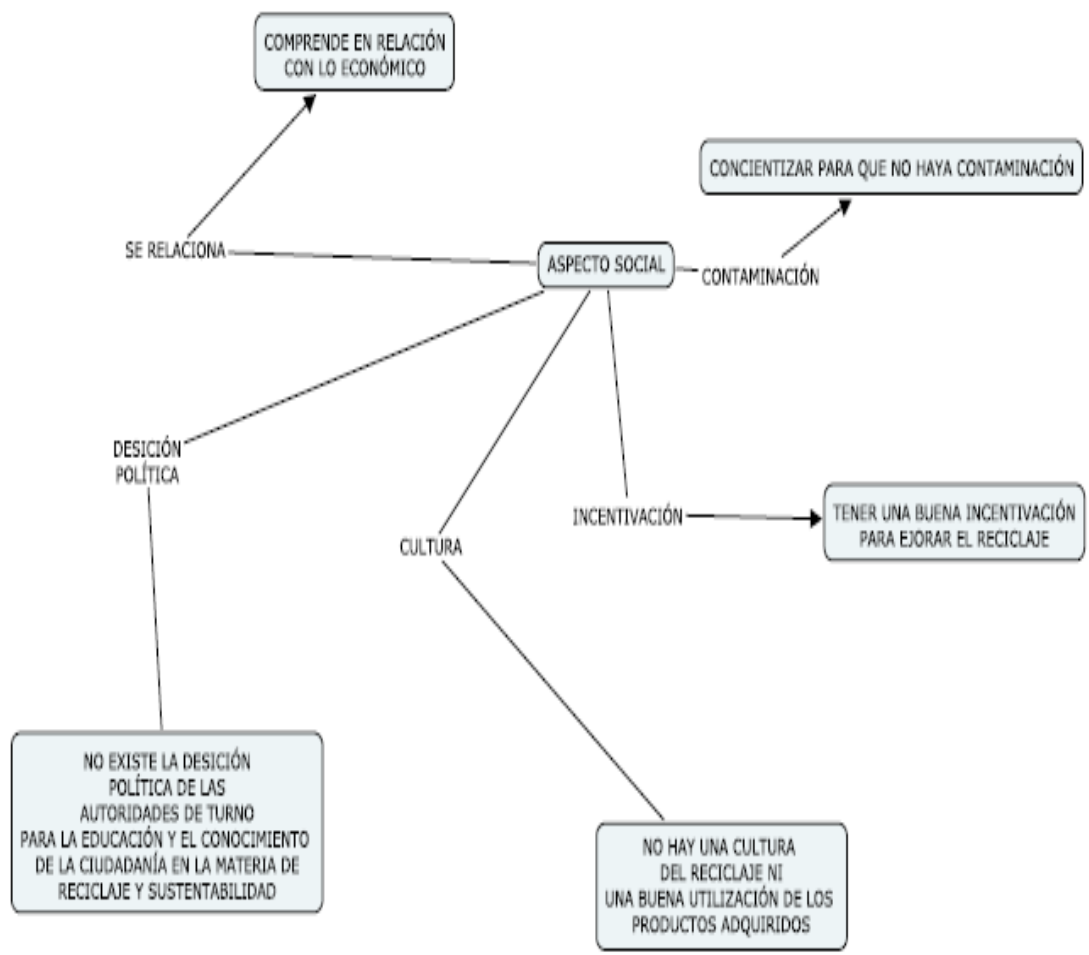 COMPRENDE EN RELACIÓN
CON LO ECONÓMICO
CONCIENTIZAR PARA QUE NO HAYA CONTAMINACIÓN
SE RELACIONA
ASPECTO SOCIAL
CONTAMINACIÓN
DESICIÓN
POLÍTICA
INCENTIVACIÓN
TENER UNA BUENA INCENTIVACIÓN
PARA EJORAR EL RECICLAJE
CULTURA
NO EXISTE LA DESICIÓN
POLÍTICA DE LAS
AUTORIDADES DE TURNO
PARA LA EDUCACIÓN Y EL CONOCIMIENTO
DE LA CIUDADANÍA EN LA MATERIA DE
RECICLAJE Y SUSTENTABILIDAD
NO HAY UNA CULTURA
DEL RECICLAJE NI
UNA BUENA UTILIZACIÓN DE LOS
PRODUCTOS ADQUIRIDOS